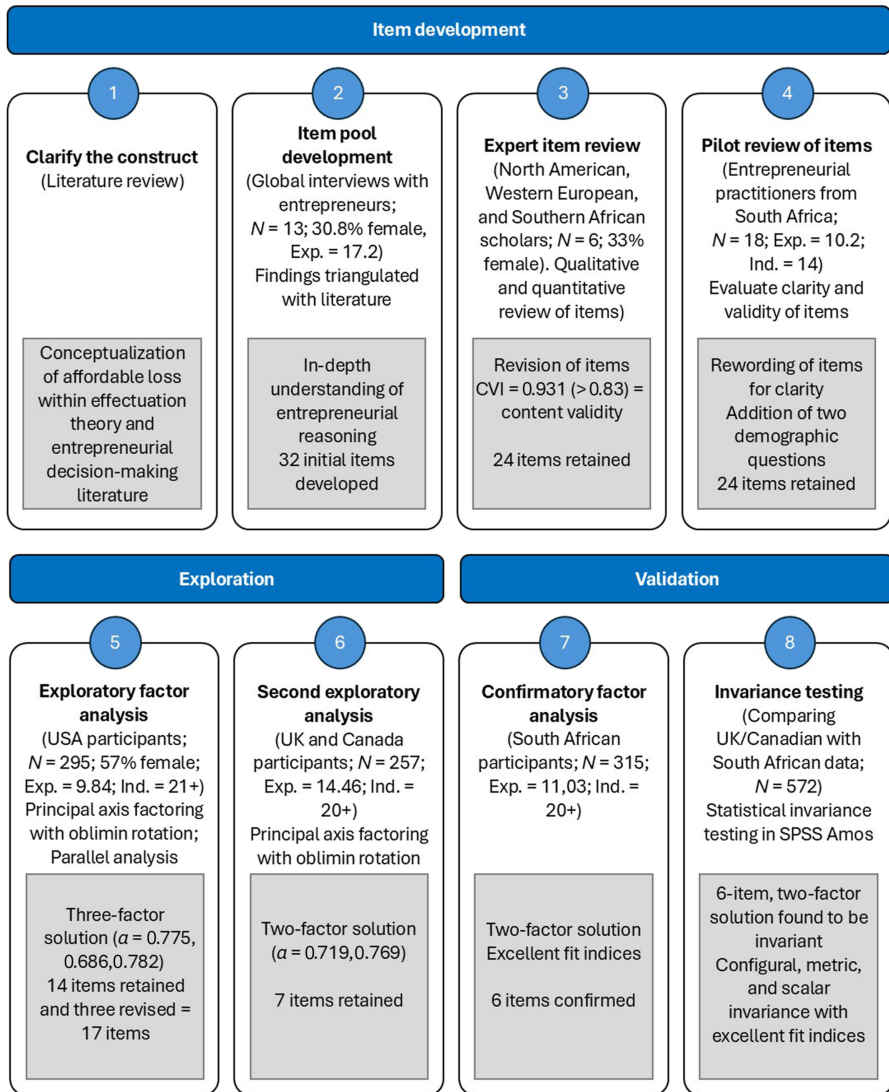 Item development
1
Clarify the construct
(Literature review)
Conceptualization
of affordable loss
within effectuation
theory and
entrepreneurial
decision-making
literature
2
Item pool
development
(Global interviews with
entrepreneurs;
N = 13; 30.8% female,
Exp. = 17.2)
Findings triangulated
with literature
In-depth
understanding of
entrepreneurial
reasoning
32 initial items
developed
3
Expert item review
(North American,
Western European,
and Southern African
scholars; N = 6; 33%
female). Qualitative
and quantitative
review of items)
Revision of items
CVI = 0.931 (> 0.83) =
content validity
24 items retained
4
Pilot review of items
(Entrepreneurial
practitioners from
South Africa;
N = 18; Exp. = 10.2;
Ind. = 14)
Evaluate clarity and
validity of items
Rewording of items
for clarity
Addition of two
demographic
questions
24 items retained
Exploration
5
Exploratory factor
analysis
(USA participants;
N = 295; 57% female;
Exp. = 9.84; Ind. = 21+)
Principal axis factoring
with oblimin rotation;
Parallel analysis
Three-factor
solution (α = 0.775,
0.686,0.782)
14 items retained
and three revised =
17 items
6
Second exploratory
analysis
(UK and Canada
participants; N = 257;
Exp. = 14.46; Ind. =
20+)
Principal axis factoring
with oblimin rotation
Two-factor solution
(α = 0.719,0.769)
7 items retained
Validation
7
Confirmatory factor
analysis
(South African
participants; N = 315;
Exp. = 11,03; Ind. =
20+)
Two-factor solution
Excellent fit indices
6 items confirmed
8
Invariance testing
(Comparing
UK/Canadian with
South African data;
N = 572)
Statistical invariance
testing in SPSS Amos
6-item, two-factor
solution found to be
invariant
Configural, metric,
and scalar
invariance with
excellent fit indices